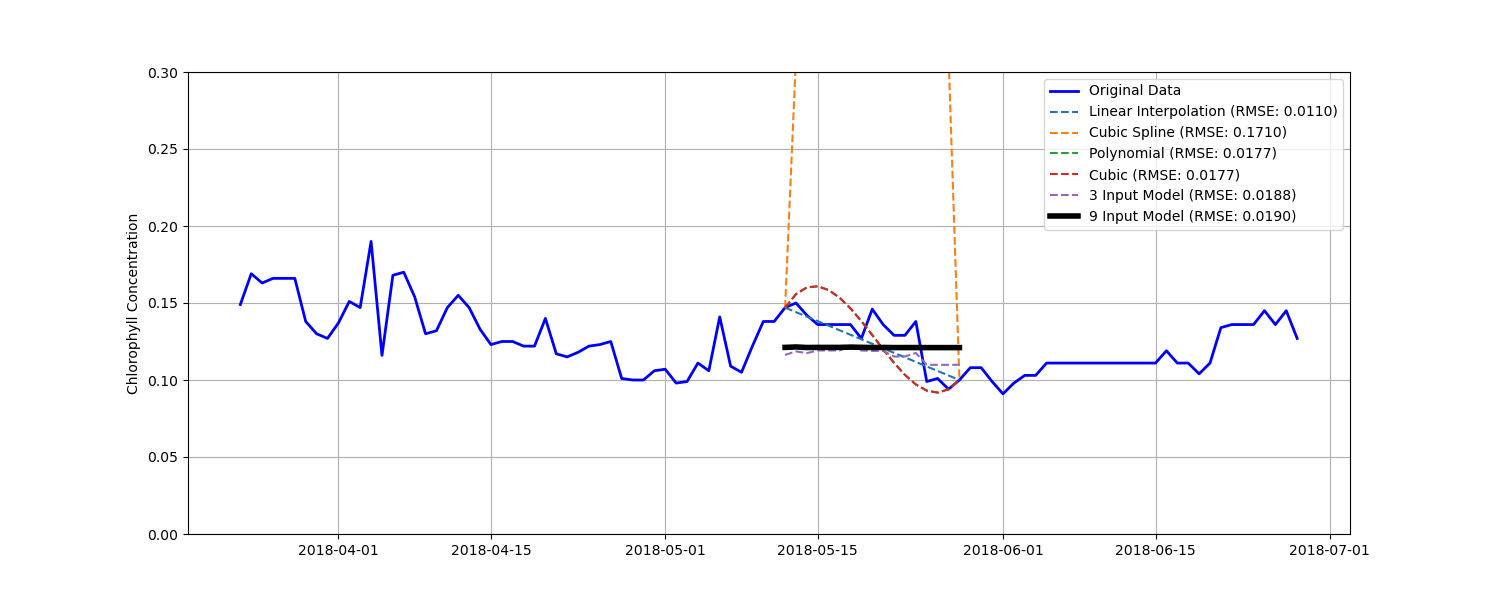 0.30
0.25
0.20
0.15
0.10
0.05
0.00
Chlorophyll Concentration
Original Data
Linear Interpolation (RMSE: 0.0110)
Cubic Spline (RMSE: 0.1710)
Polynomial (RMSE: 0.0177)
Cubic (RMSE: 0.0177)
3 Input Model (RMSE: 0.0188)
9 Input Model (RMSE: 0.0190)
2018-04-01
2018-04-15
2018-05-01
2018-05-15
2018-06-01
2018-06-15
2018-07-01